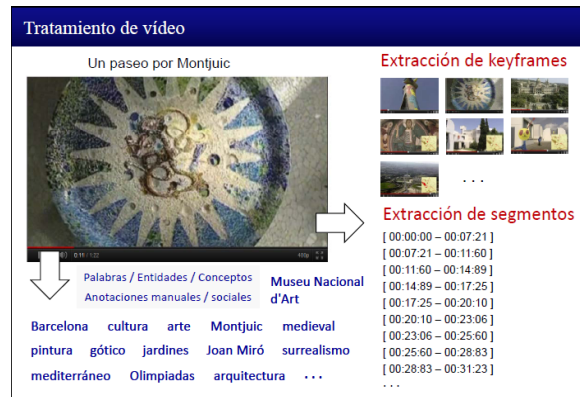 Tratamiento de vídeo
Un paseo por Montjuic
0:11 / 1:22
Palabras / Entidades / Conceptos
Anotaciones manuales / sociales
Museu Nacional
d'Art
Barcelona cultura arte Montjuic medieval
pintura gótico jardines Joan Miró surrealismo
mediterráneo Olimpiadas arquitectura ...
Extracción de keyframes
...
Extracción de segmentos
[ 00:00:00 – 00:07:21 ]
[ 00:07:21 – 00:11:60 ]
[ 00:11:60 – 00:14:89 ]
[ 00:14:89 – 00:17:25 ]
[ 00:17:25 – 00:20:10 ]
[ 00:20:10 – 00:23:06 ]
[ 00:23:06 – 00:25:60 ]
[ 00:25:60 – 00:28:83 ]
[ 00:28:83 – 00:31:23 ]
...